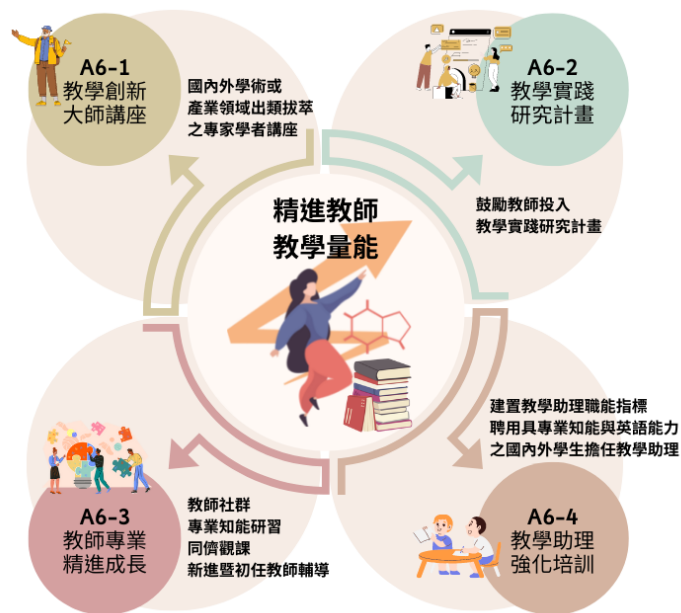 A6-1
教學創新
大師講座
國內外學術或
產業領域出類拔萃
之專家學者講座
A6-2
教學實踐
研究計畫
鼓勵教師投入
教學實踐研究計畫
精進教師
教學量能
A6-3
教師專業
精進成長
教師社群
專業知能研習
同儕觀課
新進暨初任教師輔導
建置教學助理職能指標
聘用具專業知能與英語能力
之國內外學生擔任教學助理
A6-4
教學助理
強化培訓